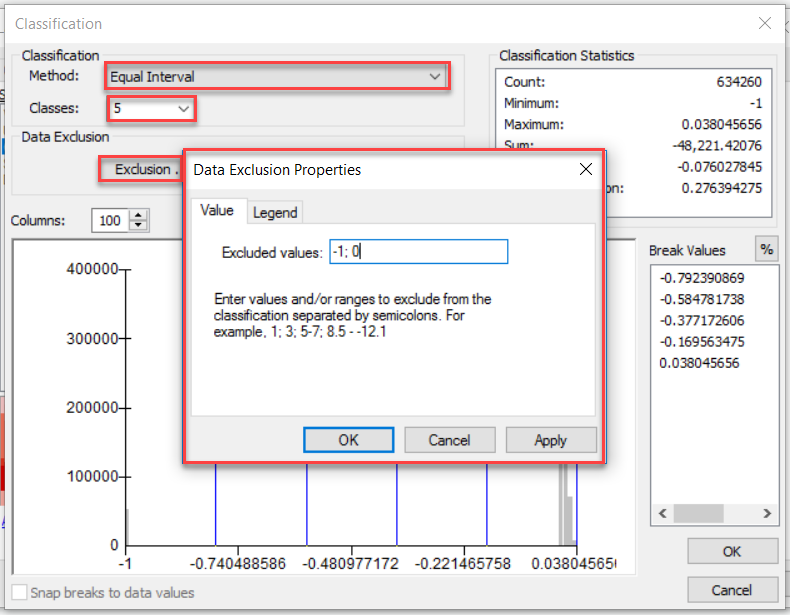 Classification
Classification
Method: Equal Interval
Classes: 5
Data Exclusion
Exclusion .
Classification Statistics
Count: 634260
Minimum: -1
Maximum: 0.038045656
Sum: -48,221.42076
-0.076027845
on: 0.276394275
Data Exclusion Properties
Value Legend
Excluded values: -1; 0
Enter values and/or ranges to exclude from the
classification separated by semicolons. For
example, 1; 3; 5-7; 8.5 - -12.1
OK Cancel Apply
Columns: 100
400000
300000
200000
100000
0
-1 -0.740488586 -0.480977172 -0.221465758 0.03804565
Break Values %
-0.792390869
-0.584781738
-0.377172606
-0.169563475
0.038045656
OK
Cancel
Snap breaks to data values